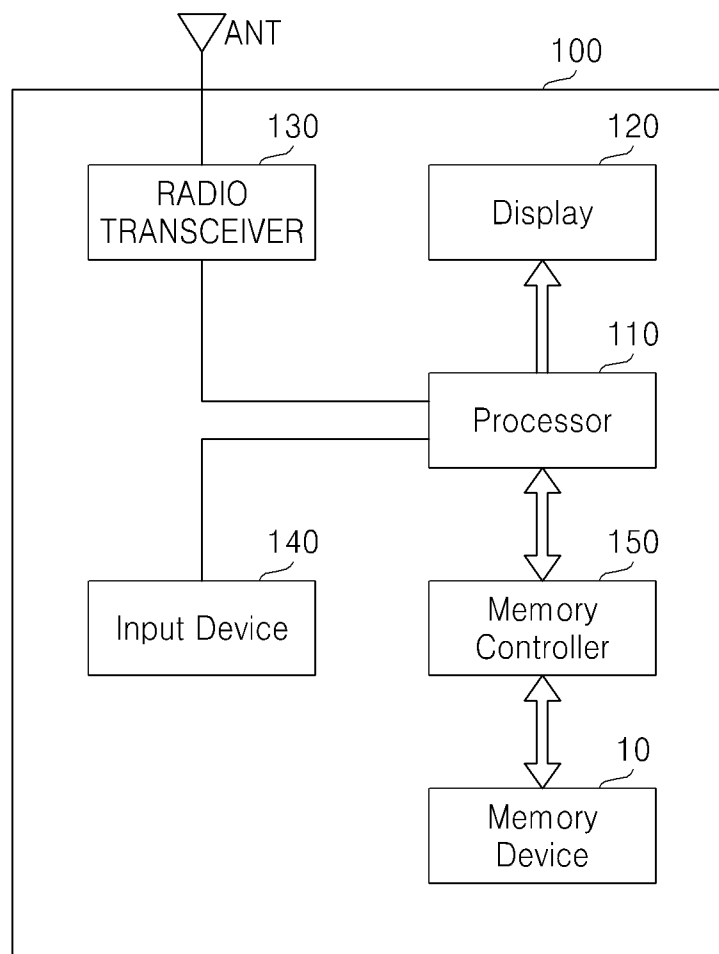 ANT
100
130
120
RADIO
TRANSCEIVER
Display
110
Processor
140
150
Input Device
Memory
Controller
10
Memory
Device